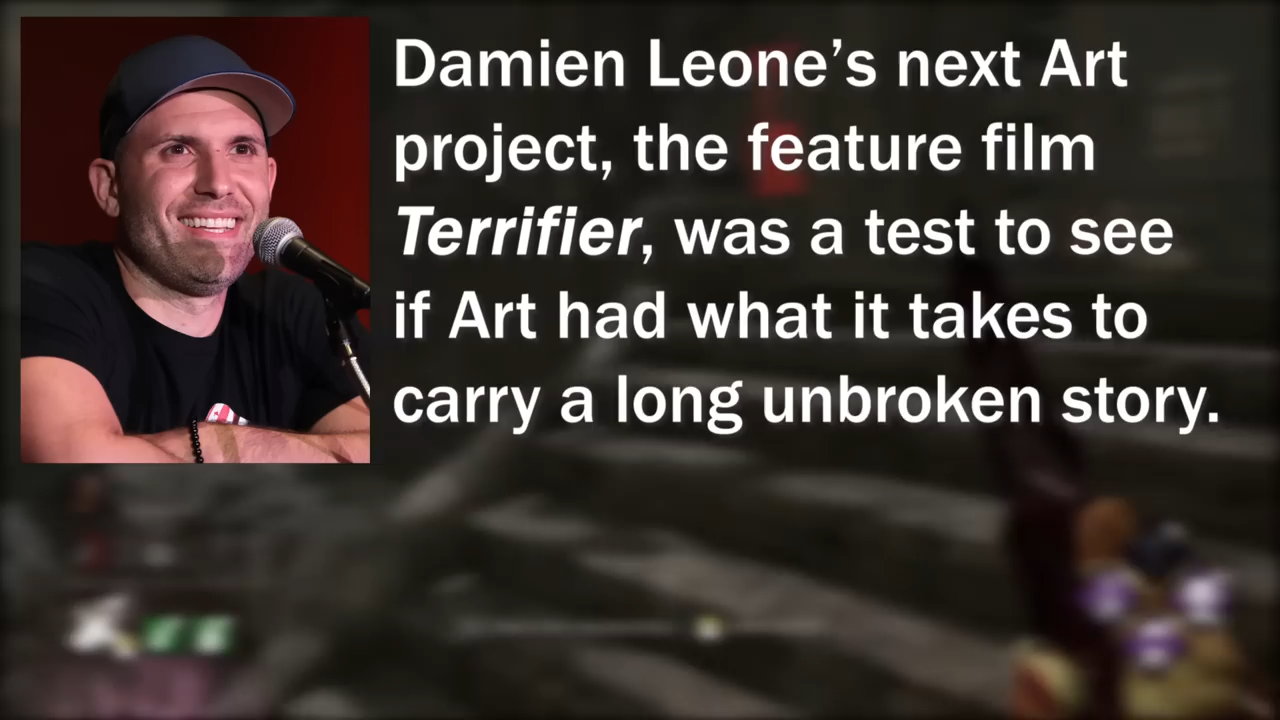 Damien Leone’s next Art
project, the feature film
Terrifier, was a test to see
if Art had what it takes to
carry a long unbroken story.